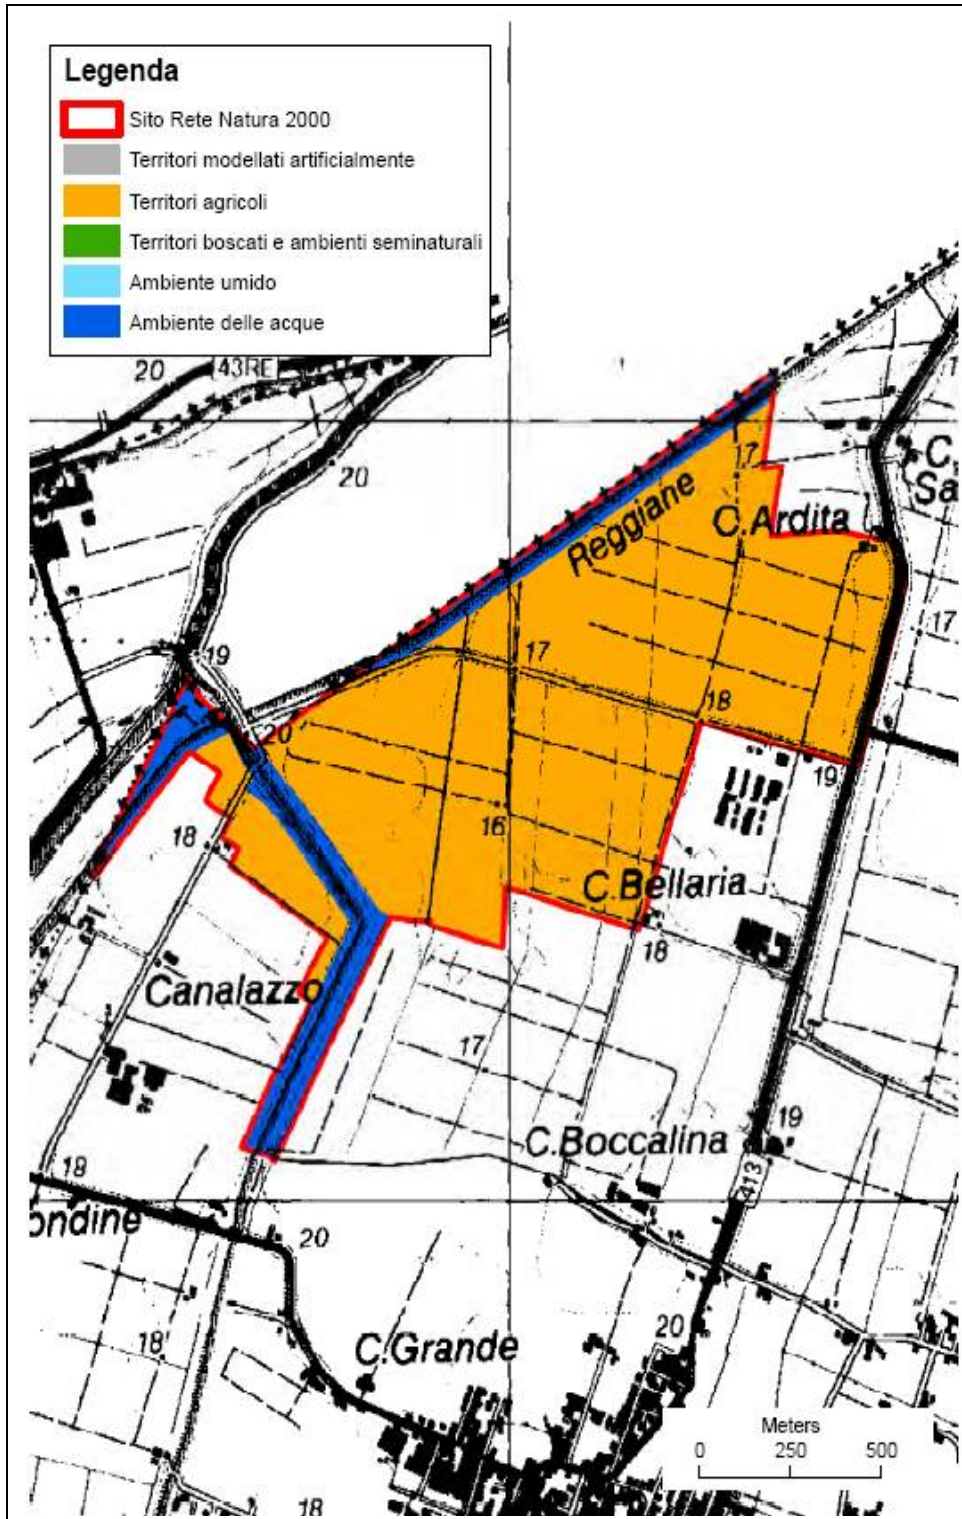 Legenda
Sito Rete Natura 2000
Territori modellati artificialmente
Territori agricoli
Territori boscati e ambienti seminaturali
Ambiente umido
Ambiente delle acque
20
43RE
20
17
C.
Sa
Reggiane
C.Ardita
17
19
17
18
20
19
16
18
C.Bellaria
18
Canalazzo
17
19
C.Boccalina
413
18
ondine
20
18
20
C.Grande
Meters
0 250 500
18